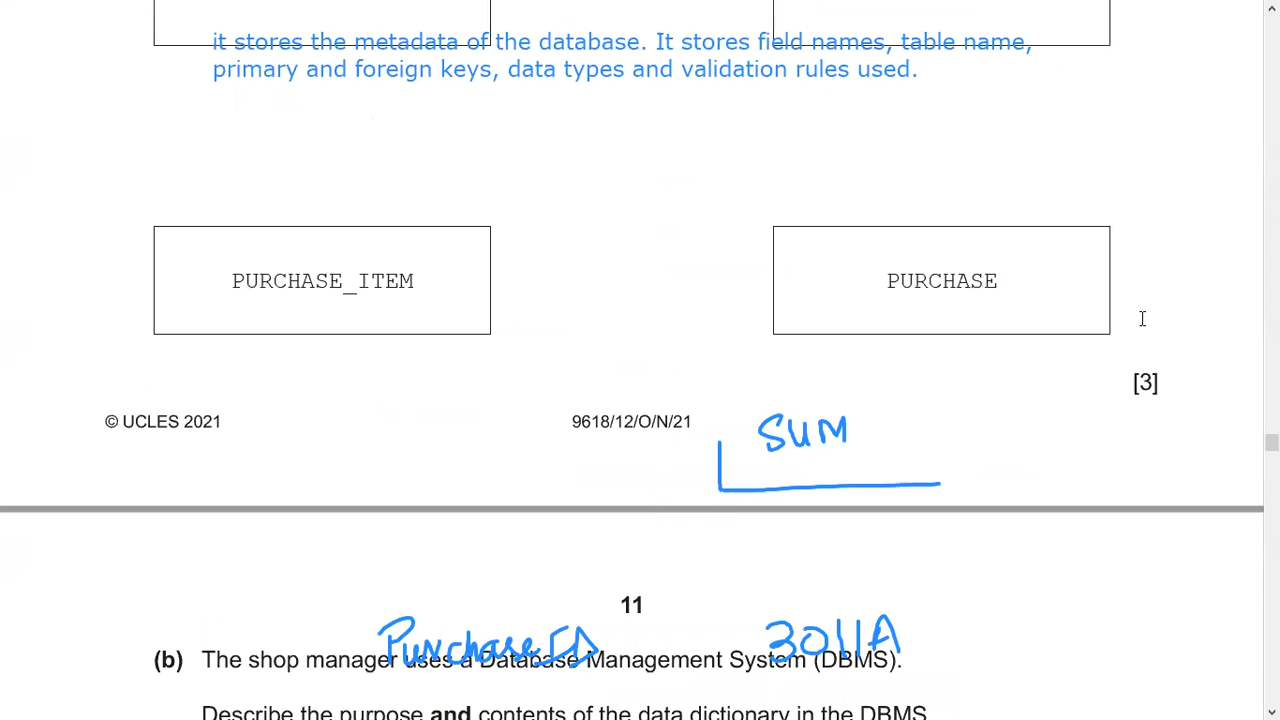 it stores the metadata of the database. It stores field names, table name,
primary and foreign keys, data types and validation rules used.
PURCHASE_ITEM PURCHASE
[3]
© UCLES 2021 9618/12/O/N/21
SUM
11
PurchaseID 3011A
(b) The shop manager uses a Database Management System (DBMS).
Describe the purpose and contents of the data dictionary in the DBMS.